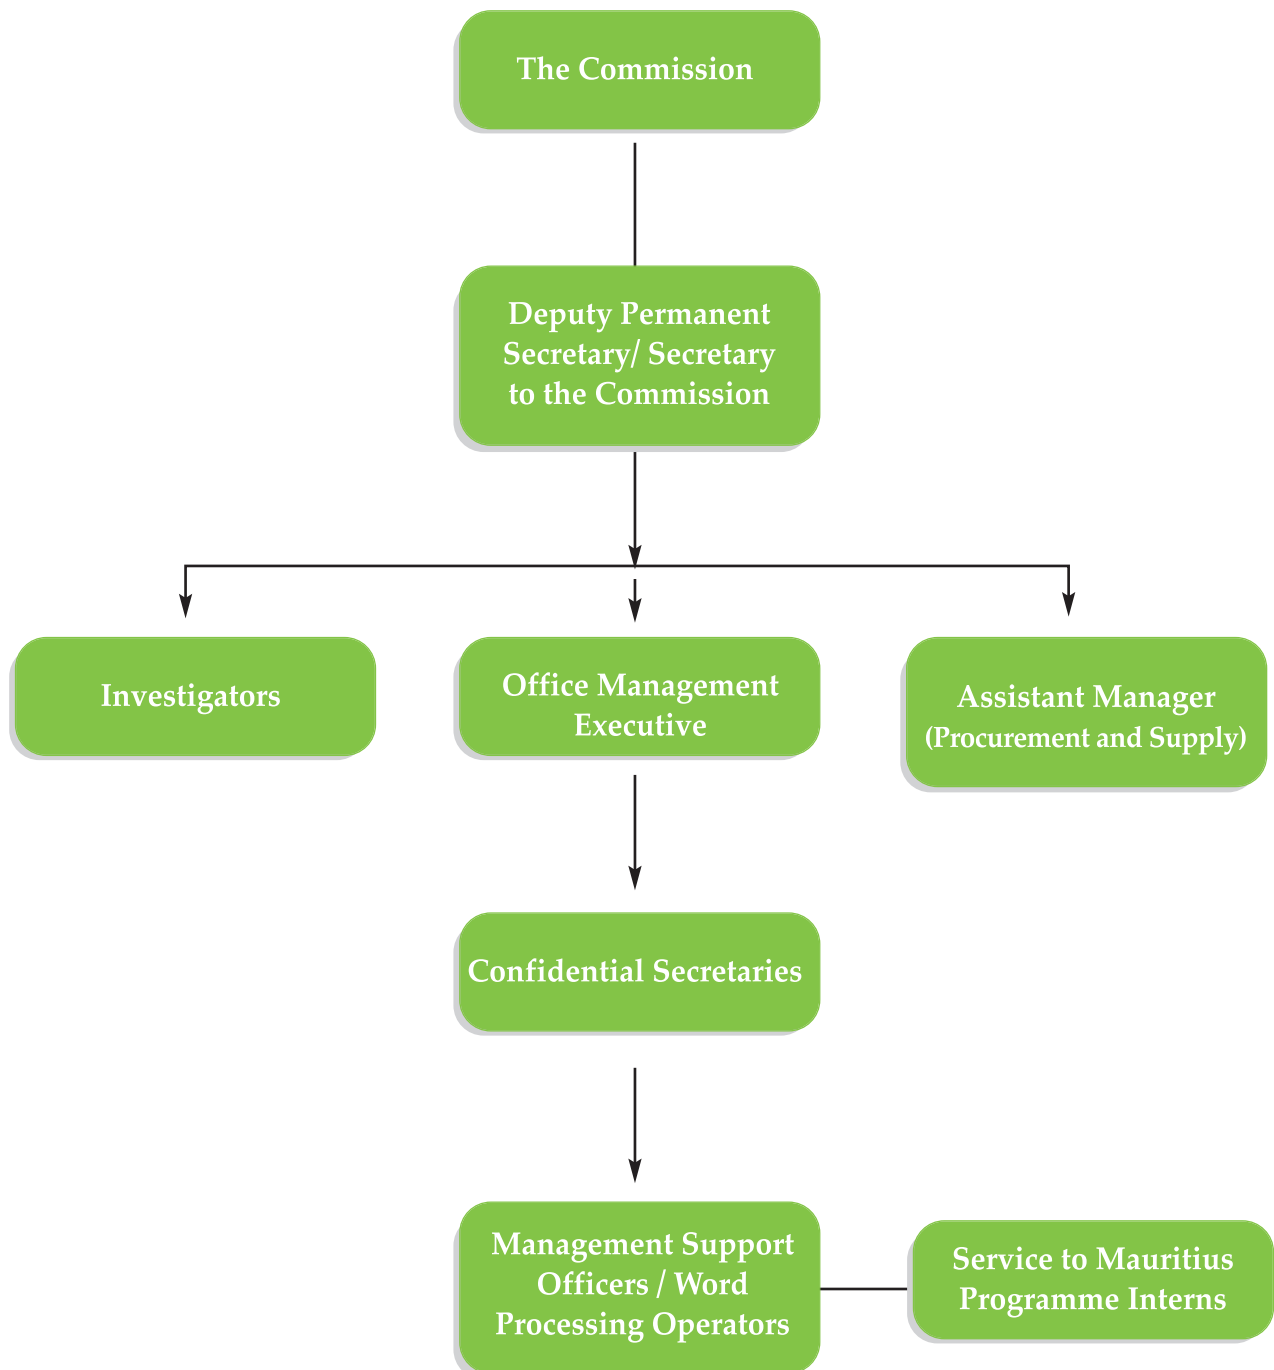 The Commission
Deputy Permanent
Secretary/ Secretary
to the Commission
Investigators
Office Management
Executive
Assistant Manager
(Procurement and Supply)
Confidential Secretaries
Management Support
Officers / Word
Processing Operators
Service to Mauritius
Programme Interns